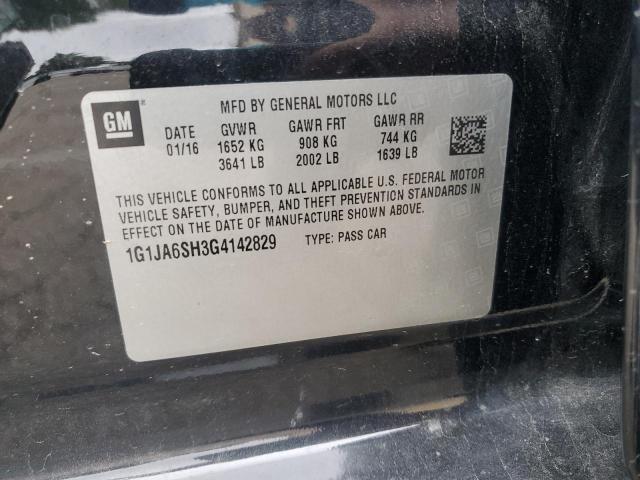 GM
MFD BY GENERAL MOTORS LLC
DATE GVWR GAWR FRT GAWR RR
01/16 1652 KG 908 KG 744 KG
3641 LB 2002 LB 1639 LB
THIS VEHICLE CONFORMS TO ALL APPLICABLE U.S. FEDERAL MOTOR
VEHICLE SAFETY, BUMPER, AND THEFT PREVENTION STANDARDS IN
EFFECT ON THE DATE OF MANUFACTURE SHOWN ABOVE.
1G1JA6SH3G4142829 TYPE: PASS CAR